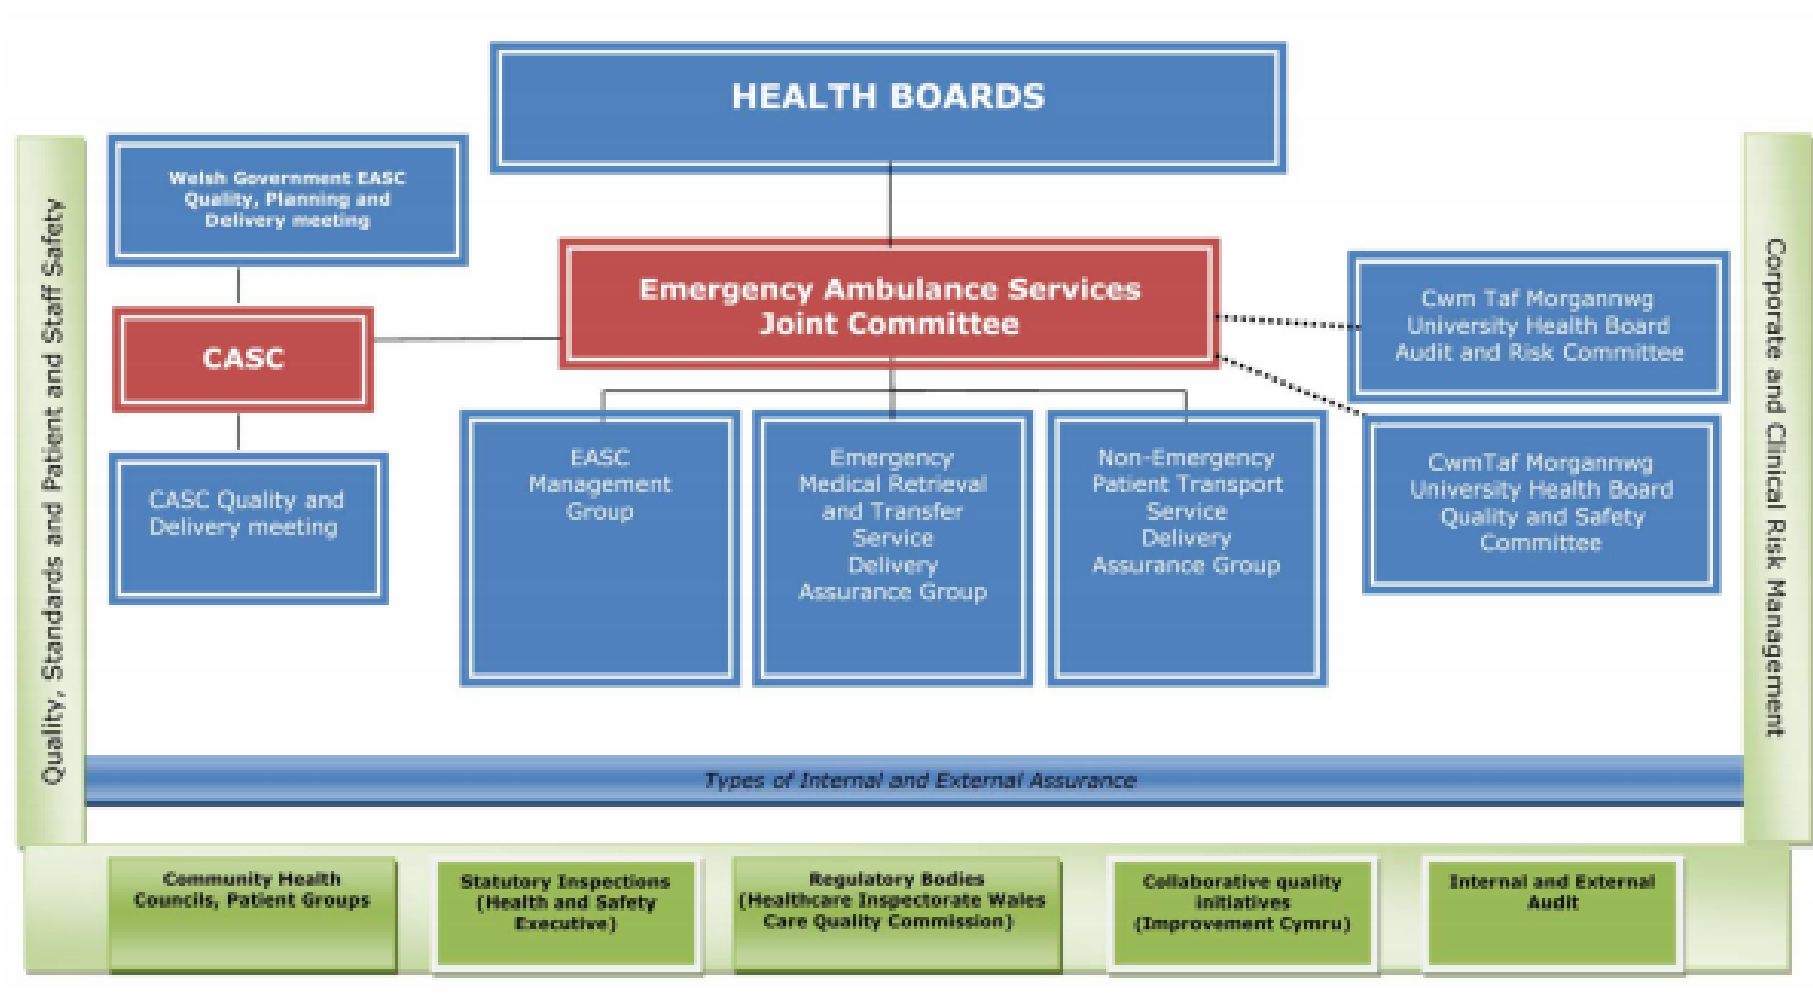 HEALTH BOARDS
Welsh Government EASC
Quality, Planning and
Delivery meeting
Emergency Ambulance Services
Joint Committee
CASC
CASC Quality and
Delivery meeting
EASC
Management
Group
Emergency
Medical Retrieval
and Transfer
Service
Delivery
Assurance Group
Non-Emergency
Patient Transport
Service
Delivery
Assurance Group
Cwm Taf Morgannwg
University Health Board
Audit and Risk Committee
CwmTaf Morgannwg
University Health Board
Quality and Safety
Committee
Quality, Standards and Patient and Staff Safety
Corporate and Clinical Risk Management
Types of Internal and External Assurance
Community Health
Councils, Patient Groups
Statutory Inspections
(Health and Safety
Executive)
Regulatory Bodies
(Healthcare Inspectorate Wales
Care Quality Commission)
Collaborative quality
initiatives
(Improvement Cymru)
Internal and External
Audit